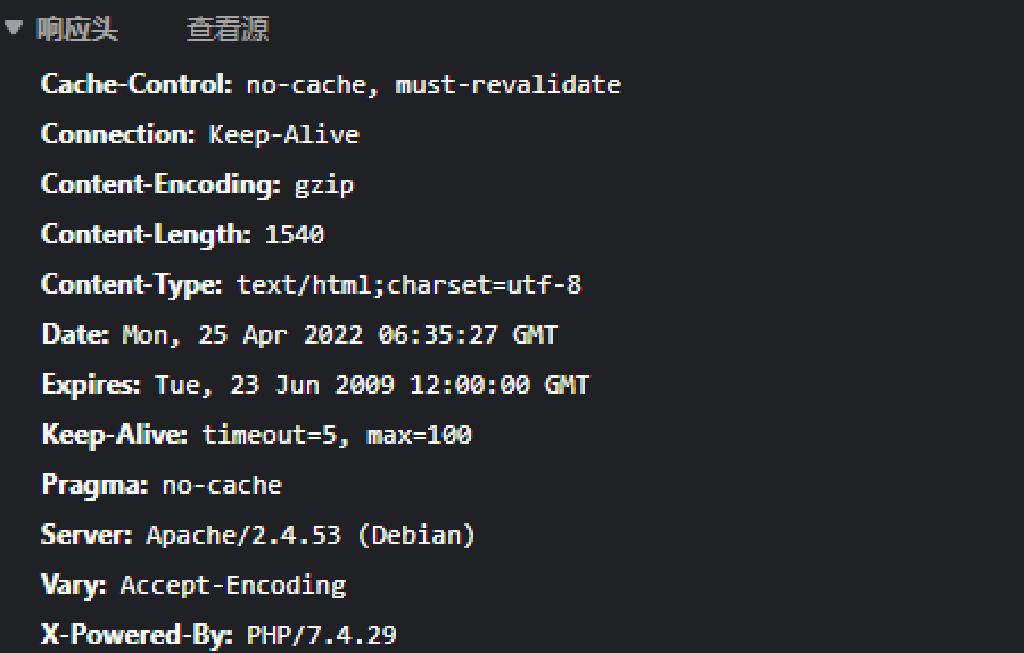 响应头 查看源
Cache-Control: no-cache, must-revalidate
Connection: Keep-Alive
Content-Encoding: gzip
Content-Length: 1540
Content-Type: text/html;charset=utf-8
Date: Mon, 25 Apr 2022 06:35:27 GMT
Expires: Tue, 23 Jun 2009 12:00:00 GMT
Keep-Alive: timeout=5, max=100
Pragma: no-cache
Server: Apache/2.4.53 (Debian)
Vary: Accept-Encoding
X-Powered-By: PHP/7.4.29